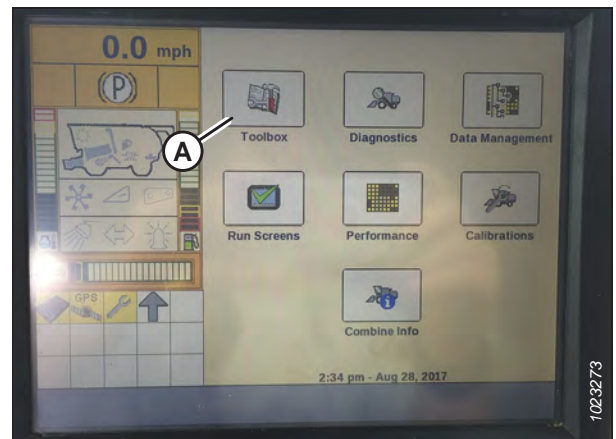 0.0 mph
(P)
A
Toolbox
Diagnostics
Data Management
Run Screens
Performance
Calibrations
GPS
Combine Info
2:34 pm - Aug 28, 2017
1023273